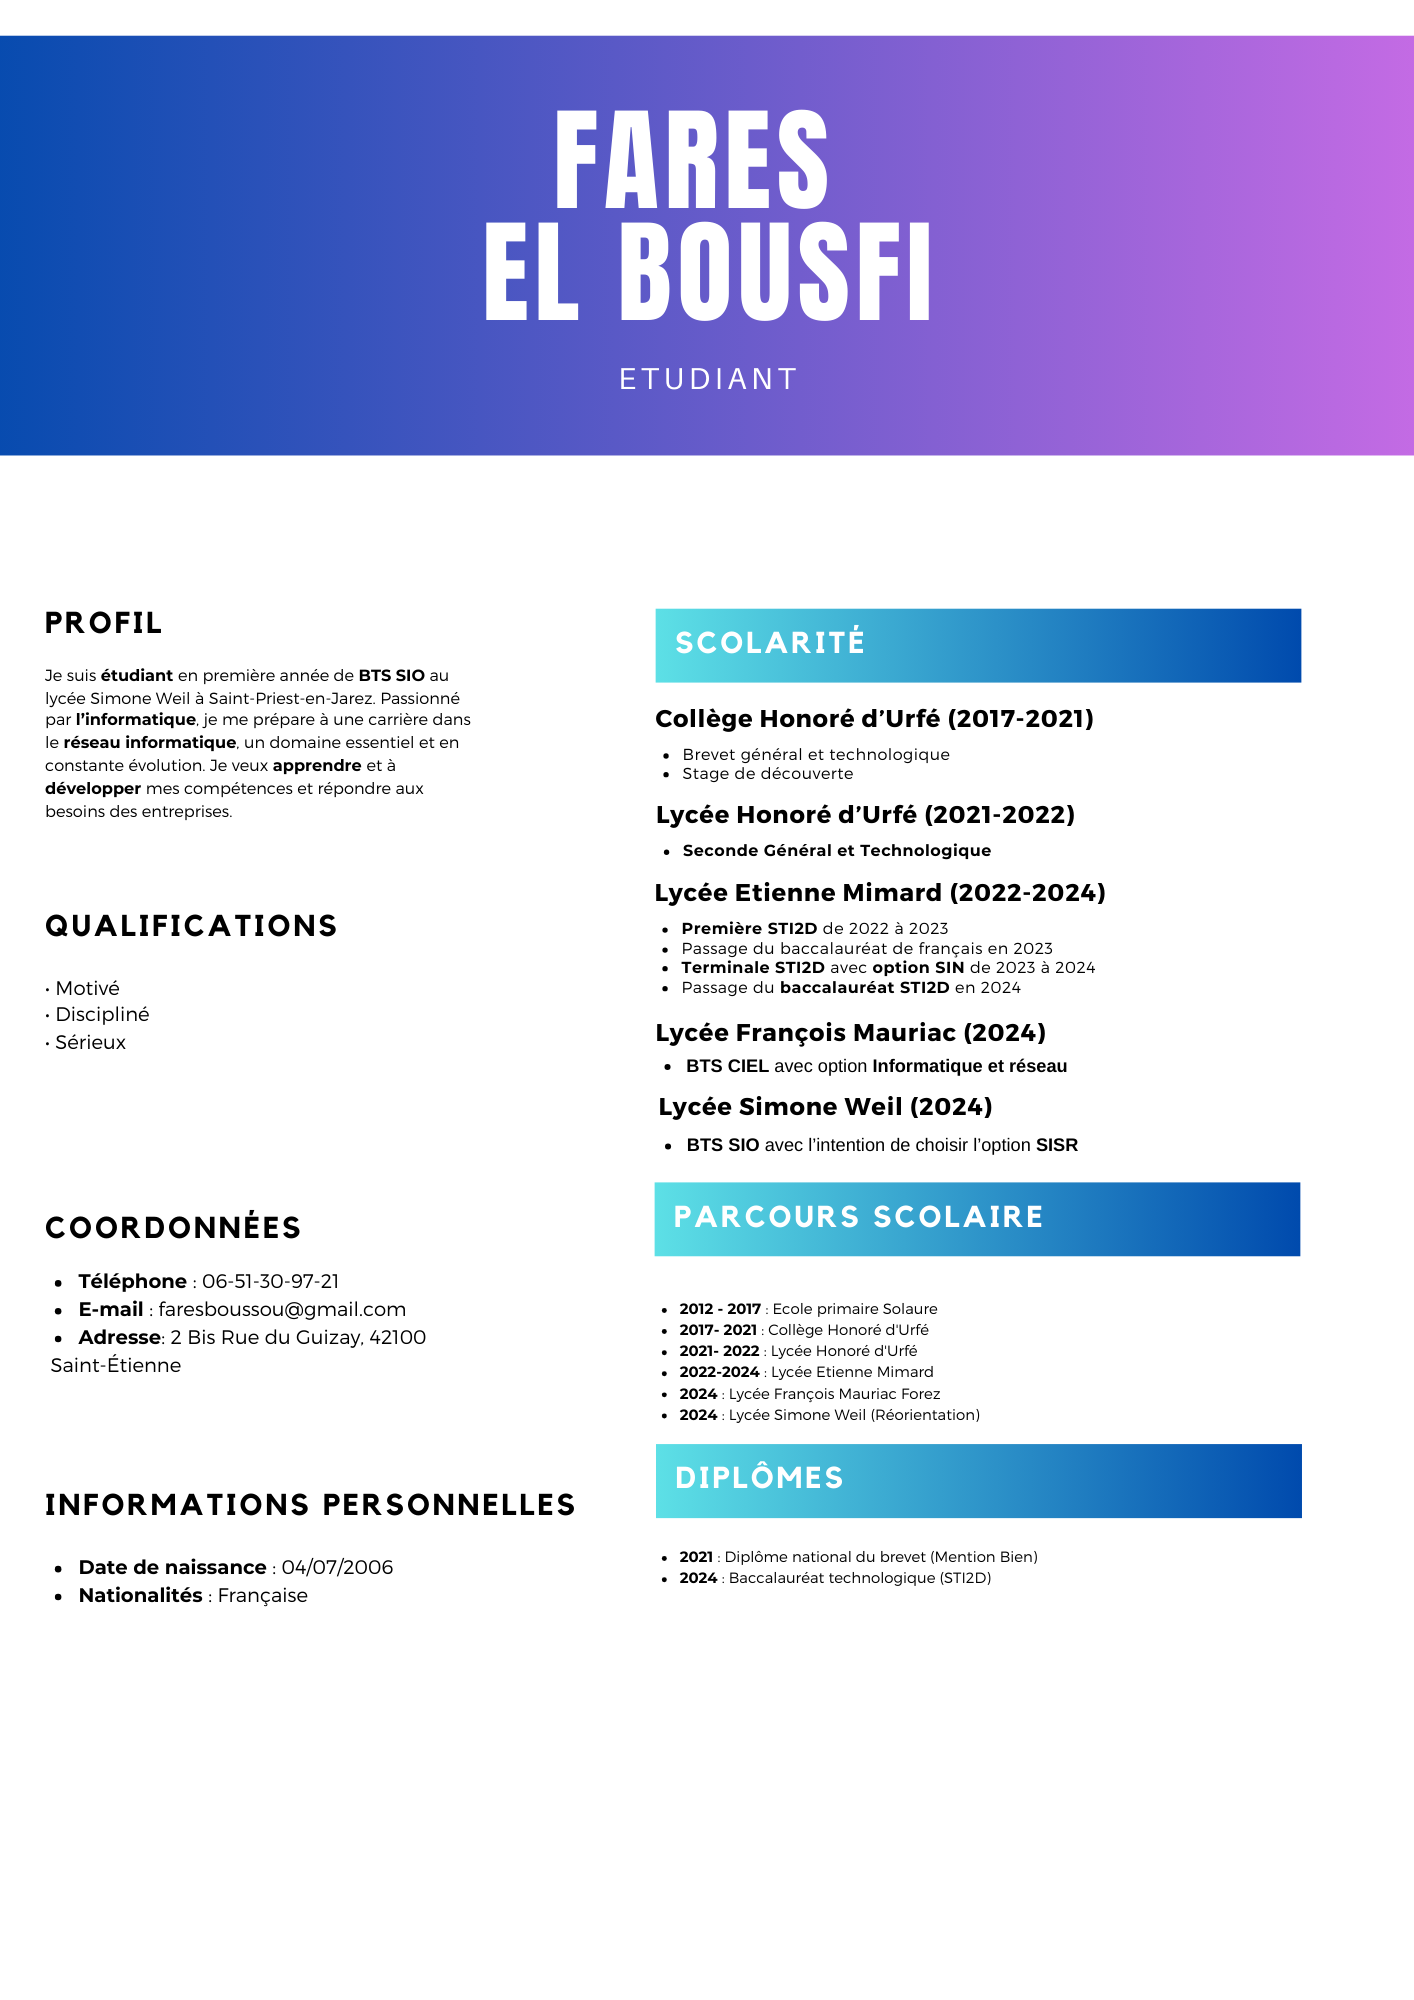 FARES
EL BOUSFI
ETUDIANT
PROFIL
Je suis étudiant en première année de BTS SIO au
lycée Simone Weil à Saint-Priest-en-Jarez. Passionné
par l’informatique, je me prépare à une carrière dans
le réseau informatique, un domaine essentiel et en
constante évolution. Je veux apprendre et à
développer mes compétences et répondre aux
besoins des entreprises.
QUALIFICATIONS
• Motivé
• Discipliné
• Sérieux
COORDONNÉES
• Téléphone : 06-51-30-97-21
• E-mail : faresboussou@gmail.com
• Adresse: 2 Bis Rue du Guizay, 42100
Saint-Étienne
INFORMATIONS PERSONNELLES
• Date de naissance : 04/07/2006
• Nationalités : Française
SCOLARITÉ
Collège Honoré d’Urfé (2017-2021)
• Brevet général et technologique
• Stage de découverte
Lycée Honoré d’Urfé (2021-2022)
• Seconde Général et Technologique
Lycée Etienne Mimard (2022-2024)
• Première STI2D de 2022 à 2023
• Passage du baccalauréat de français en 2023
• Terminale STI2D avec option SIN de 2023 à 2024
• Passage du baccalauréat STI2D en 2024
Lycée François Mauriac (2024)
• BTS CIEL avec option Informatique et réseau
Lycée Simone Weil (2024)
• BTS SIO avec l’intention de choisir l’option SISR
PARCOURS SCOLAIRE
• 2012 - 2017 : Ecole primaire Solaure
• 2017- 2021 : Collège Honoré d'Urfé
• 2021- 2022 : Lycée Honoré d'Urfé
• 2022-2024 : Lycée Etienne Mimard
• 2024 : Lycée François Mauriac Forez
• 2024 : Lycée Simone Weil (Réorientation)
DIPLÔMES
• 2021 : Diplôme national du brevet (Mention Bien)
• 2024 : Baccalauréat technologique (STI2D)